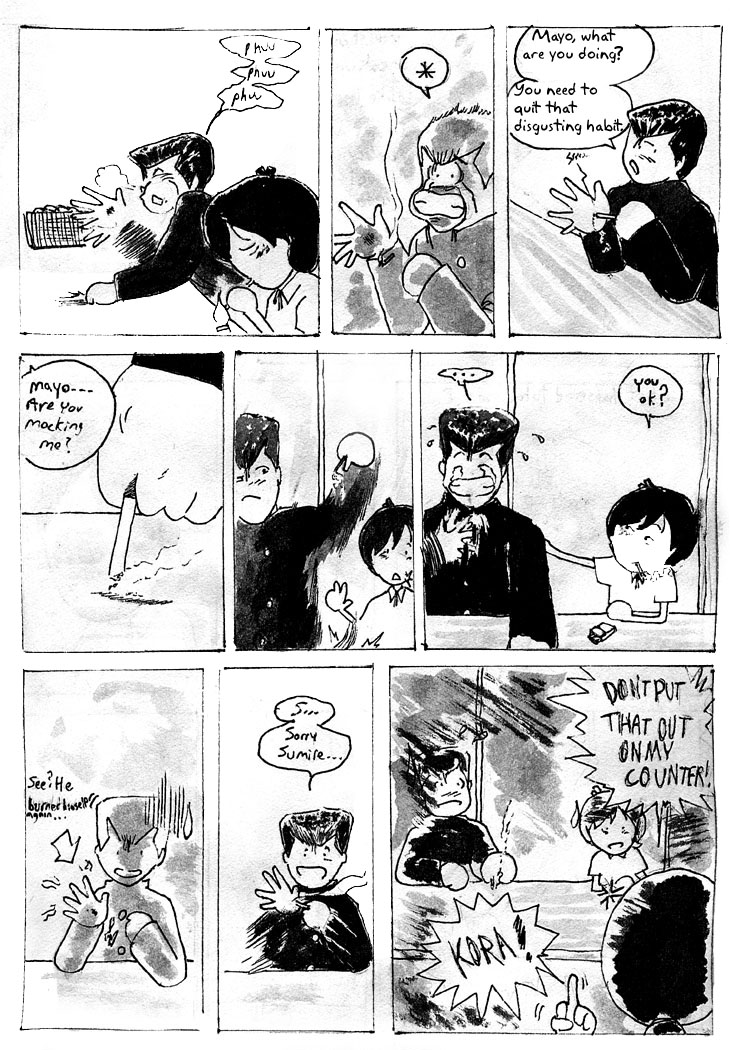 phuu
phuu
phuu
*
Mayo, what
are you doing?
You need to
quit that
disgusting habit.
Mayo---
Are you
mocking
me?
....
you
ok?
See? He
burned himself
again...
S...
Sorry
Sumire...
DON'T PUT
THAT OUT
ON MY
COUNTER!
KORA!